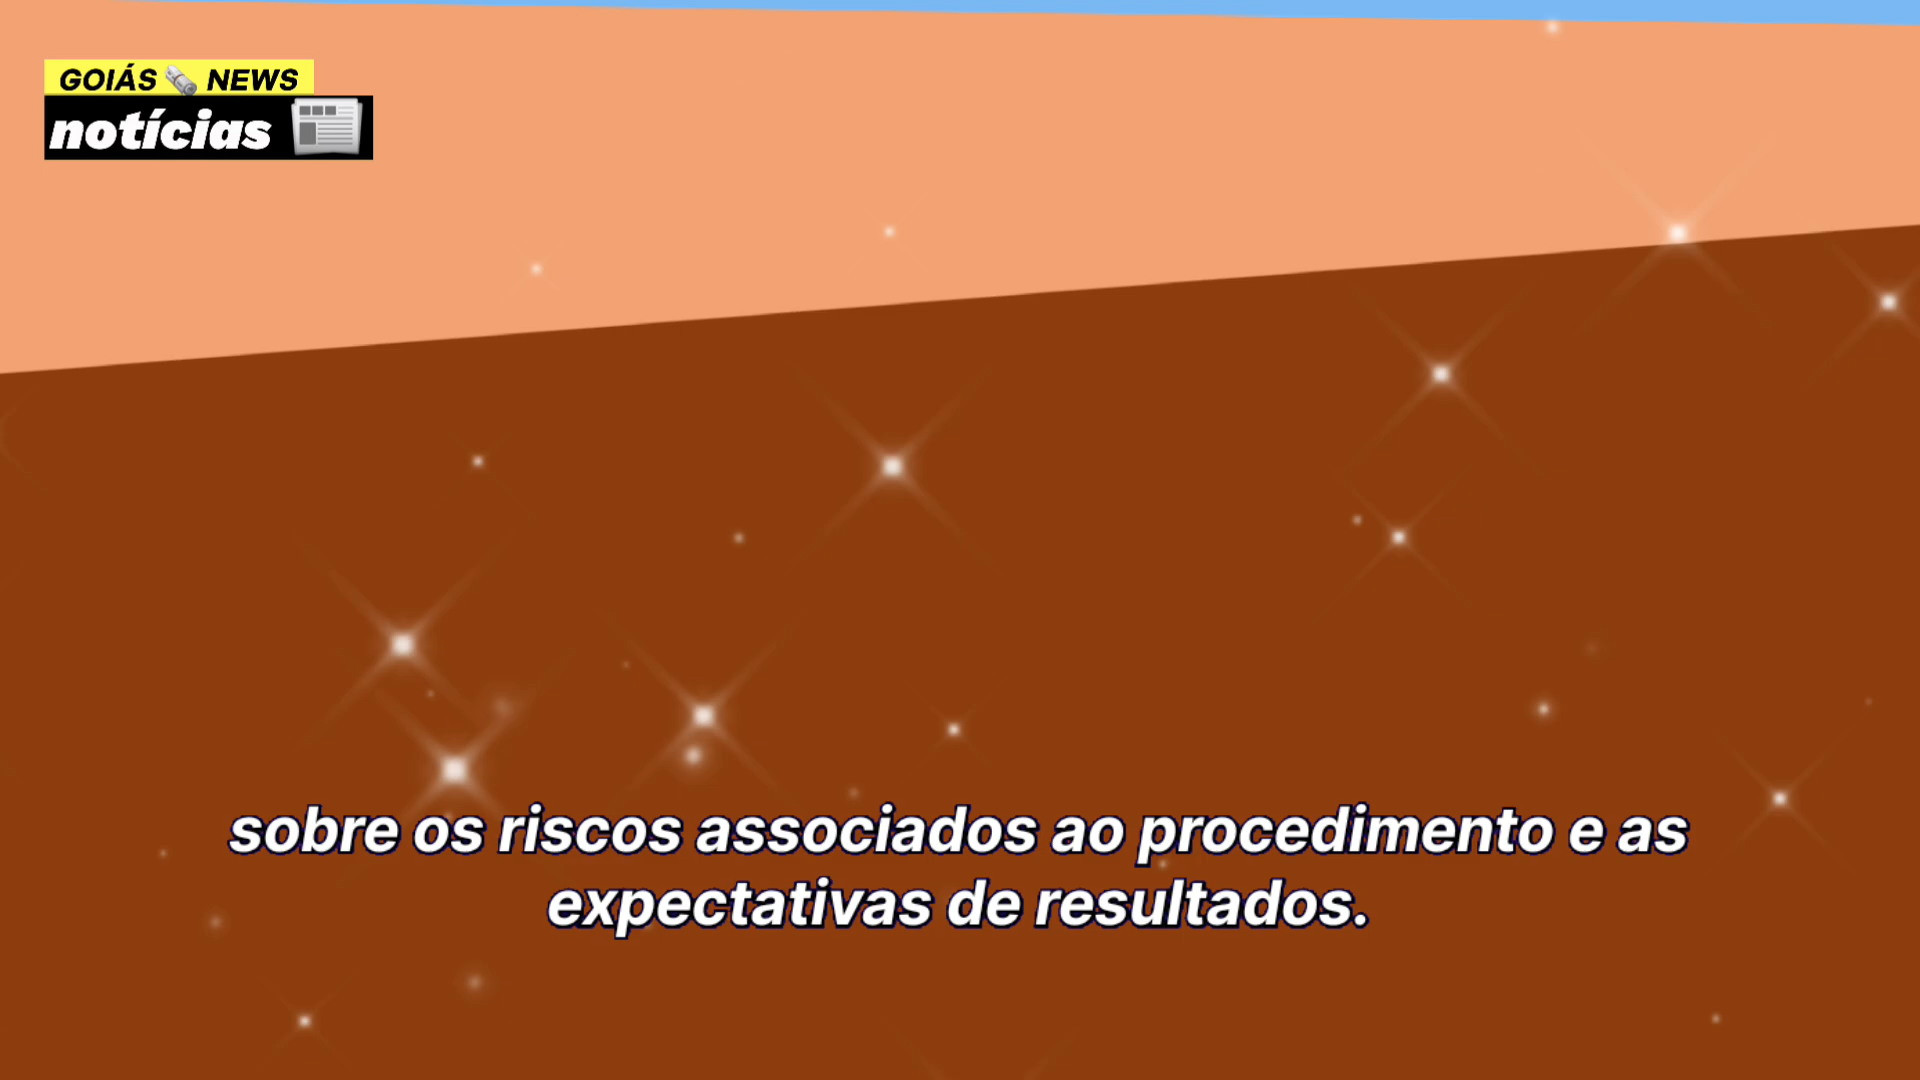 GOIÁS NEWS
notícias
sobre os riscos associados ao procedimento e as
expectativas de resultados.